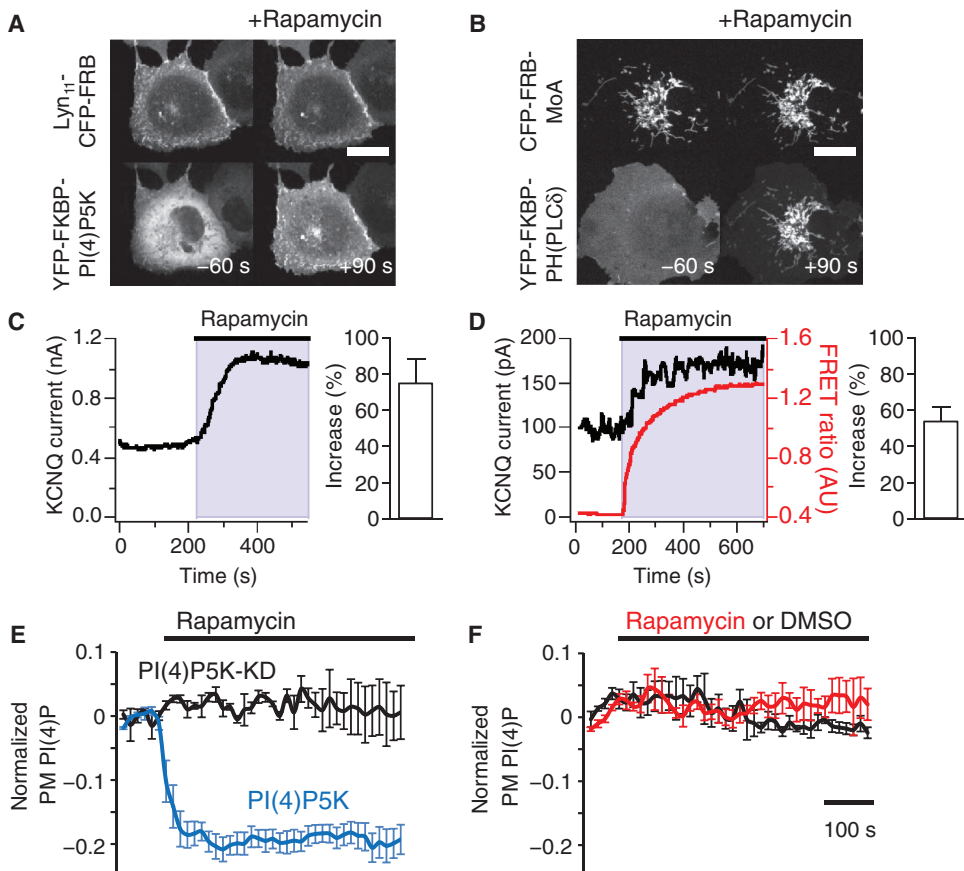 A
+Rapamycin
Lyn11-
CFP-FRB
YFP-FKBP-
PI(4)P5K
−60 s
+90 s
B
+Rapamycin
CFP-FRB-
MoA
YFP-FKBP-
PH(PLCδ)
−60 s
+90 s
C
Rapamycin
KCNQ current (nA)
1.2
0.8
0.4
0.0
0
200
400
Time (s)
Increase (%)
100
80
60
40
20
0
D
Rapamycin
KCNQ current (pA)
200
150
100
50
0
0
200
400
600
Time (s)
1.6
1.2
0.8
0.4
FRET ratio (AU)
Increase (%)
100
80
60
40
20
0
E
Rapamycin
Normalized
PM PI(4)P
0.1
0
−0.1
−0.2
PI(4)P5K-KD
PI(4)P5K
F
Rapamycin or DMSO
Normalized
PM PI(4)P
0.1
0
−0.1
−0.2
100 s